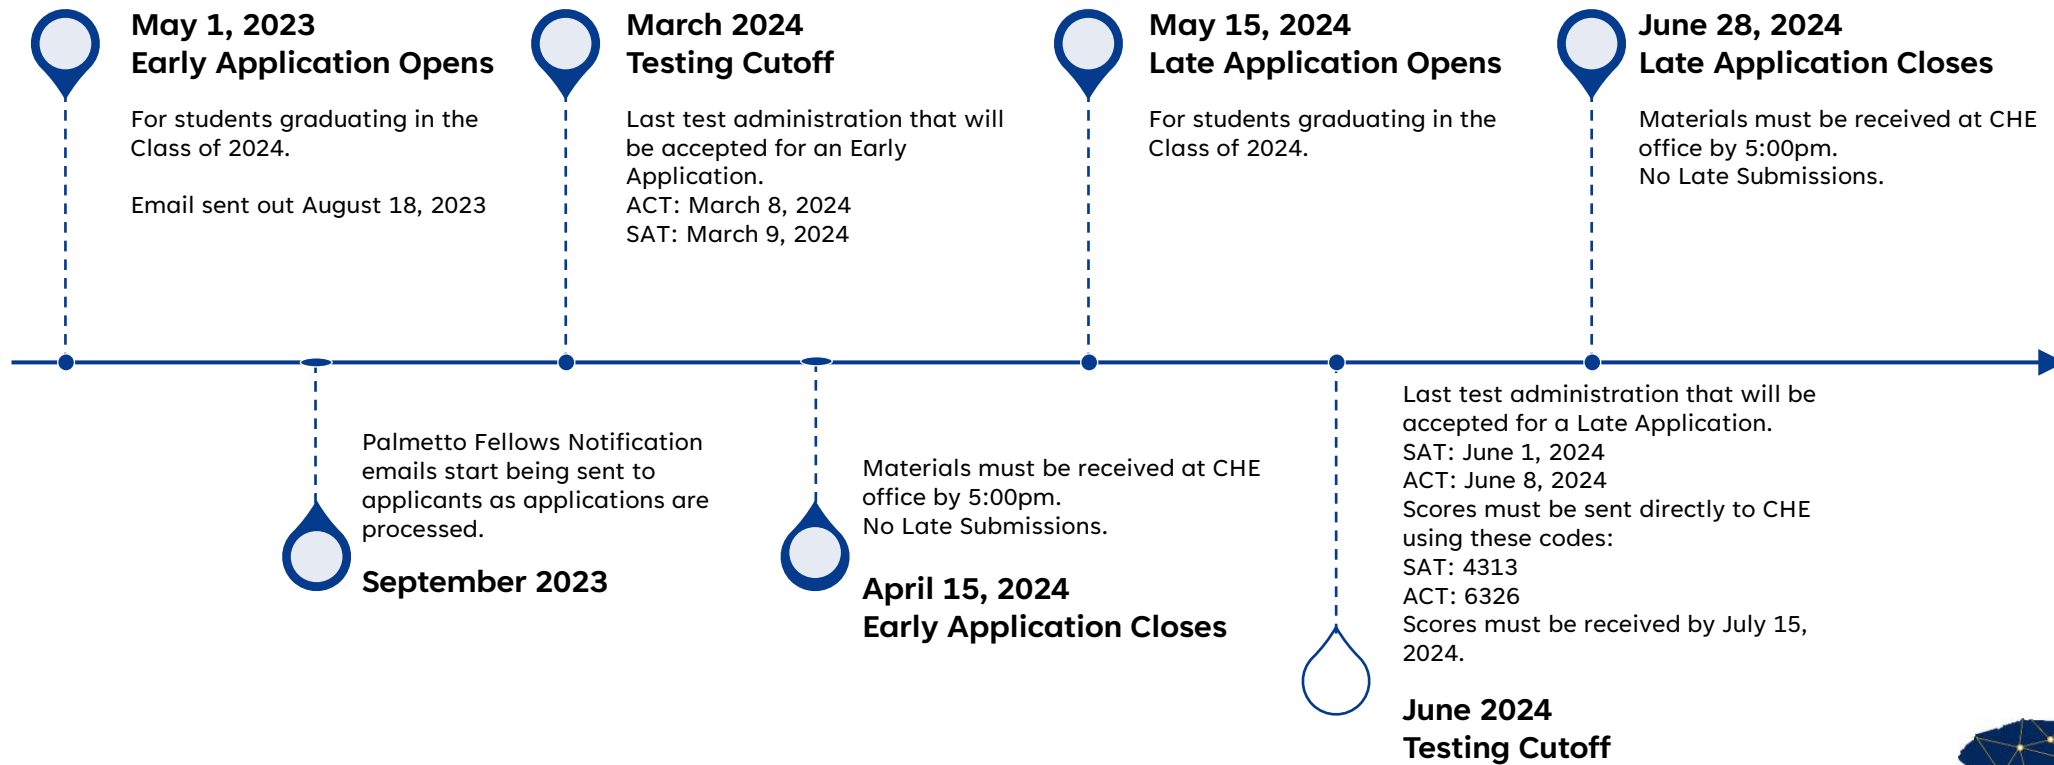 May 1, 2023
Early Application Opens
For students graduating in the
Class of 2024.
Email sent out August 18, 2023
Palmetto Fellows Notification
emails start being sent to
applicants as applications are
processed.
September 2023
March 2024
Testing Cutoff
Last test administration that will
be accepted for an Early
Application.
ACT: March 8, 2024
SAT: March 9, 2024
Materials must be received at CHE
office by 5:00pm.
No Late Submissions.
April 15, 2024
Early Application Closes
May 15, 2024
Late Application Opens
For students graduating in the
Class of 2024.
Last test administration that will be
accepted for a Late Application.
SAT: June 1, 2024
ACT: June 8, 2024
Scores must be sent directly to CHE
using these codes:
SAT: 4313
ACT: 6326
Scores must be received by July 15,
2024.
June 2024
Testing Cutoff
June 28, 2024
Late Application Closes
Materials must be received at CHE
office by 5:00pm.
No Late Submissions.